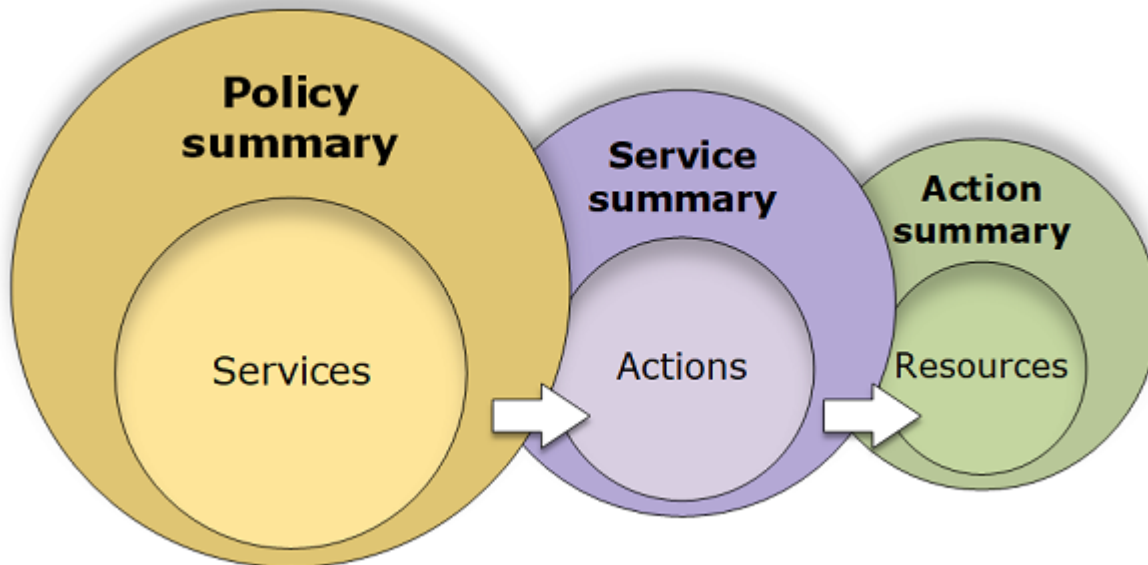 Policy
summary
Services
Service
summary
Actions
Action
summary
Resources